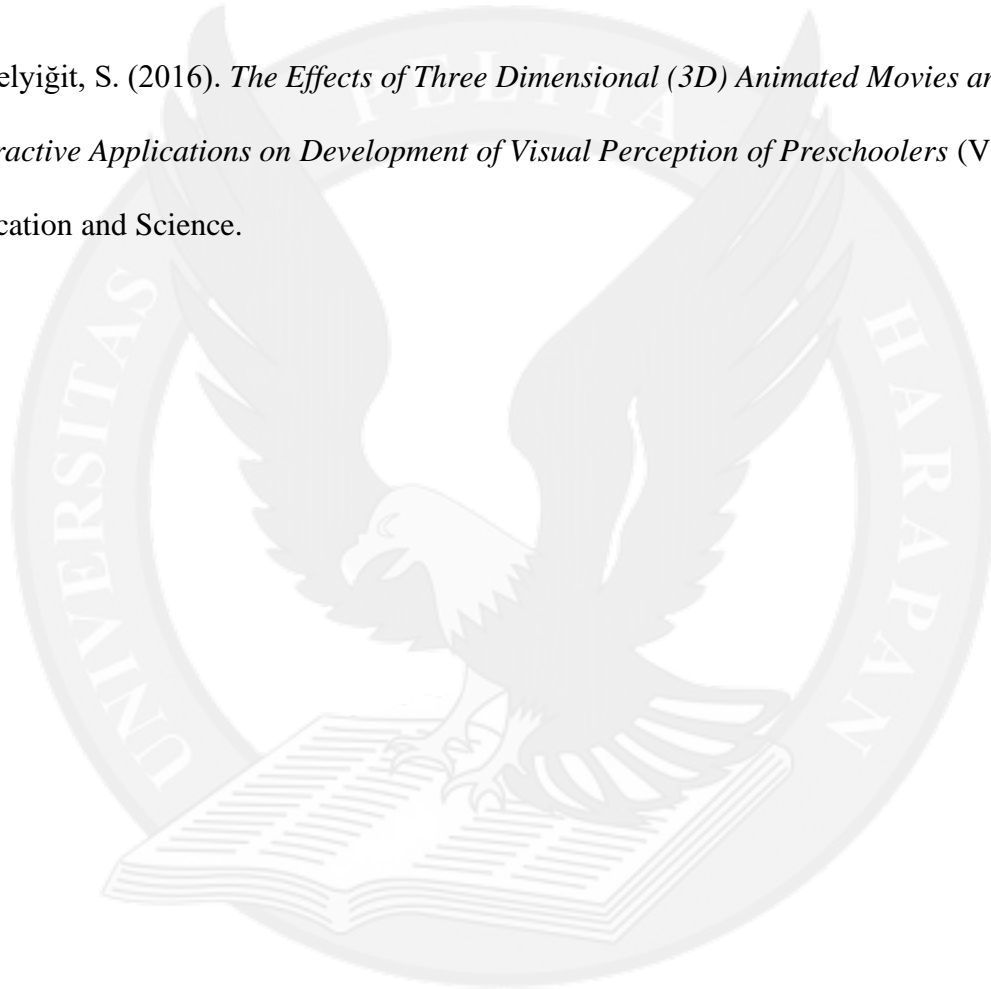 elyiğit, S. (2016). The Effects of Three Dimensional (3D) Animated Movies an
ractive Applications on Development of Visual Perception of Preschoolers (V
cation and Science.
UNIVERSITAS PELITA HARAPAN